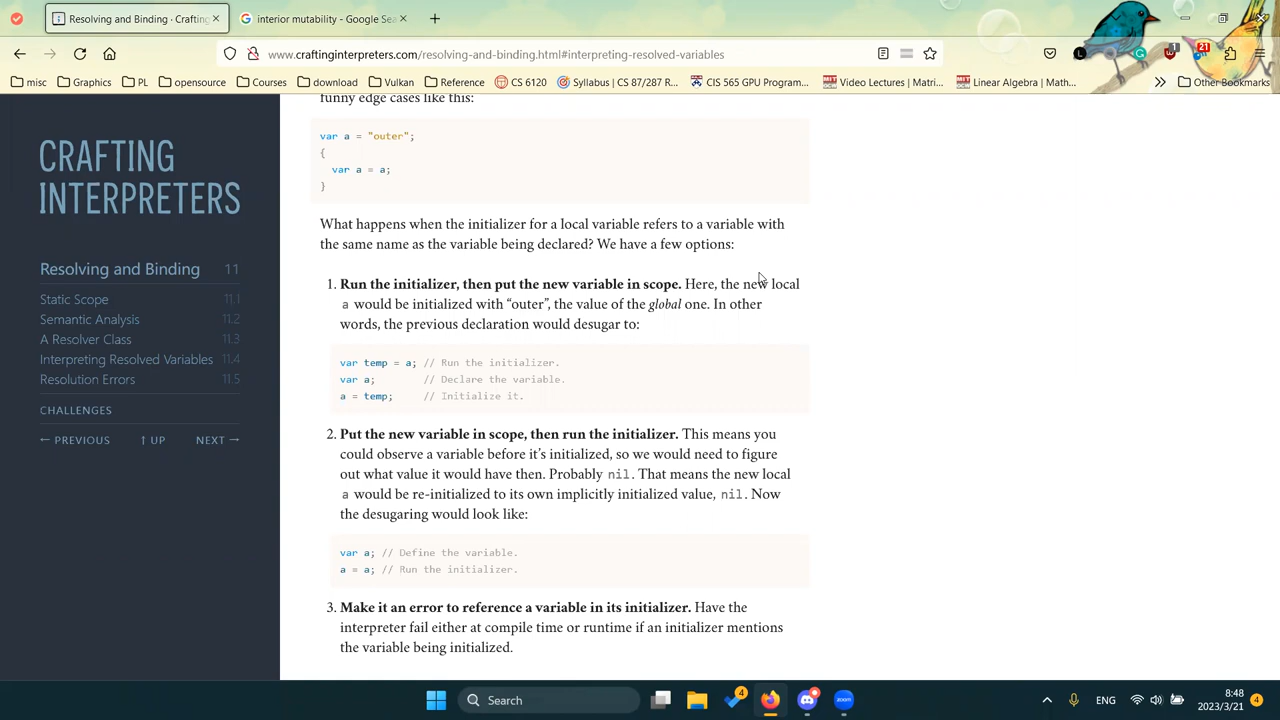 Resolving and Binding · Crafting
interior mutability - Google Sea
www.craftinginterpreters.com/resolving-and-binding.html#interpreting-resolved-variables
1
21
misc
Graphics
PL
opensource
Courses
download
Vulkan
Reference
CS 6120
Syllabus | CS 87/287 R...
CIS 565 GPU Program...
Video Lectures | Matri...
Linear Algebra | Math...
Other Bookmarks
CRAFTING
INTERPRETERS
Resolving and Binding 11
Static Scope 11.1
Semantic Analysis 11.2
A Resolver Class 11.3
Interpreting Resolved Variables 11.4
Resolution Errors 11.5
CHALLENGES
← PREVIOUS ↑ UP NEXT →
funny edge cases like this:
var a = "outer";
{
var a = a;
}
What happens when the initializer for a local variable refers to a variable with
the same name as the variable being declared? We have a few options:
1. Run the initializer, then put the new variable in scope. Here, the new local
a would be initialized with “outer”, the value of the global one. In other
words, the previous declaration would desugar to:
var temp = a; // Run the initializer.
var a; // Declare the variable.
a = temp; // Initialize it.
2. Put the new variable in scope, then run the initializer. This means you
could observe a variable before it’s initialized, so we would need to figure
out what value it would have then. Probably nil. That means the new local
a would be re-initialized to its own implicitly initialized value, nil. Now
the desugaring would look like:
var a; // Define the variable.
a = a; // Run the initializer.
3. Make it an error to reference a variable in its initializer. Have the
interpreter fail either at compile time or runtime if an initializer mentions
the variable being initialized.
Search
4
zoom
ENG
8:48
2023/3/21
4